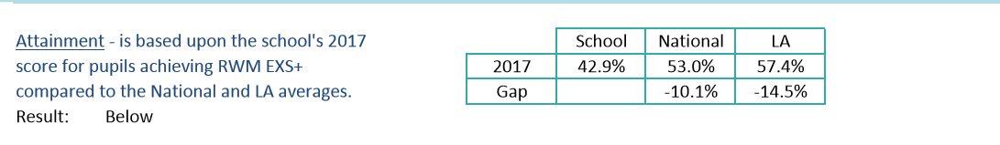 Attainment - is based upon the school's 2017
score for pupils achieving RWM EXS+
compared to the National and LA averages.
Result: Below
School National LA
2017 42.9% 53.0% 57.4%
Gap -10.1% -14.5%